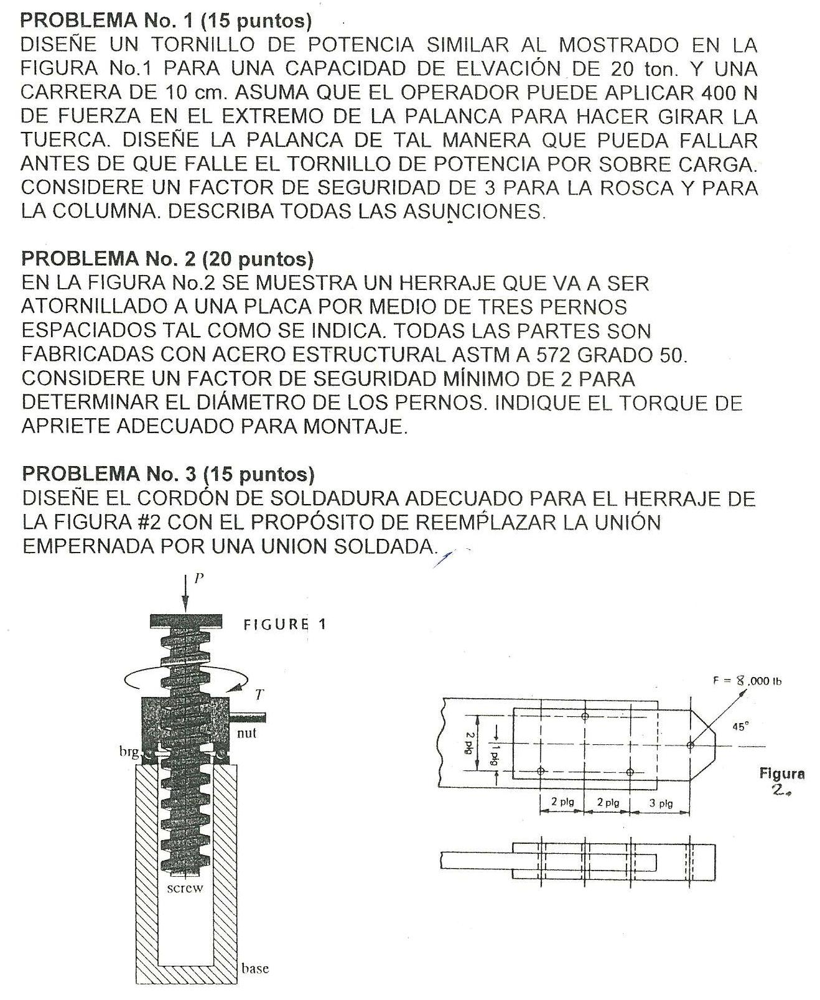 PROBLEMA No. 1 (15 puntos)
DISEÑE UN TORNILLO DE POTENCIA SIMILAR AL MOSTRADO EN LA
FIGURA No.1 PARA UNA CAPACIDAD DE ELVACIÓN DE 20 ton. Y UNA
CARRERA DE 10 cm. ASUMA QUE EL OPERADOR PUEDE APLICAR 400 N
DE FUERZA EN EL EXTREMO DE LA PALANCA PARA HACER GIRAR LA
TUERCA. DISEÑE LA PALANCA DE TAL MANERA QUE PUEDA FALLAR
ANTES DE QUE FALLE EL TORNILLO DE POTENCIA POR SOBRE CARGA.
CONSIDERE UN FACTOR DE SEGURIDAD DE 3 PARA LA ROSCA Y PARA
LA COLUMNA. DESCRIBA TODAS LAS ASUNCIONES.
PROBLEMA No. 2 (20 puntos)
EN LA FIGURA No.2 SE MUESTRA UN HERRAJE QUE VA A SER
ATORNILLADO A UNA PLACA POR MEDIO DE TRES PERNOS
ESPACIADOS TAL COMO SE INDICA. TODAS LAS PARTES SON
FABRICADAS CON ACERO ESTRUCTURAL ASTM A 572 GRADO 50.
CONSIDERE UN FACTOR DE SEGURIDAD MÍNIMO DE 2 PARA
DETERMINAR EL DIÁMETRO DE LOS PERNOS. INDIQUE EL TORQUE DE
APRIETE ADECUADO PARA MONTAJE.
PROBLEMA No. 3 (15 puntos)
DISEÑE EL CORDÓN DE SOLDADURA ADECUADO PARA EL HERRAJE DE
LA FIGURA #2 CON EL PROPÓSITO DE REEMPLAZAR LA UNIÓN
EMPERNADA POR UNA UNION SOLDADA.
P
FIGURE 1
T
nut
brg
screw
base
F = 8.000 lb
45°
2 plg
1 plg
2 plg
2 plg
3 plg
Figura
2.